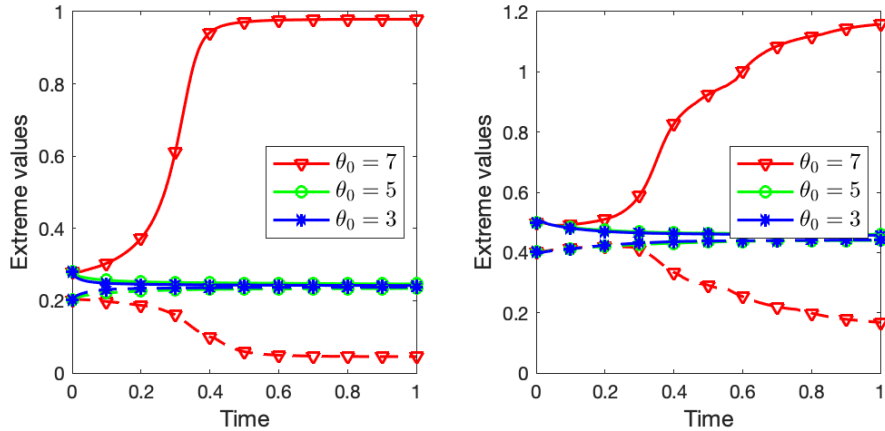 1
0.8
0.6
0.4
0.2
0
0 0.2 0.4 0.6 0.8 1
Time
Extreme values
θ₀ = 7
θ₀ = 5
θ₀ = 3
1.2
1
0.8
0.6
0.4
0.2
0
0 0.2 0.4 0.6 0.8 1
Time
Extreme values
θ₀ = 7
θ₀ = 5
θ₀ = 3